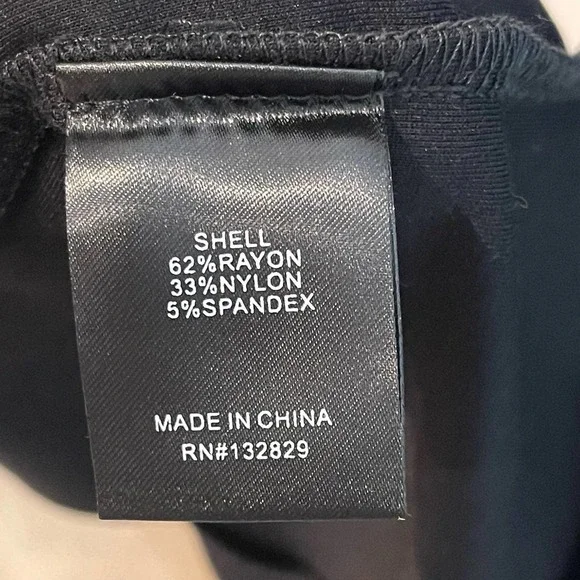 SHELL
62%RAYON
33%NYLON
5%SPANDEX
MADE IN CHINA
RN#132829